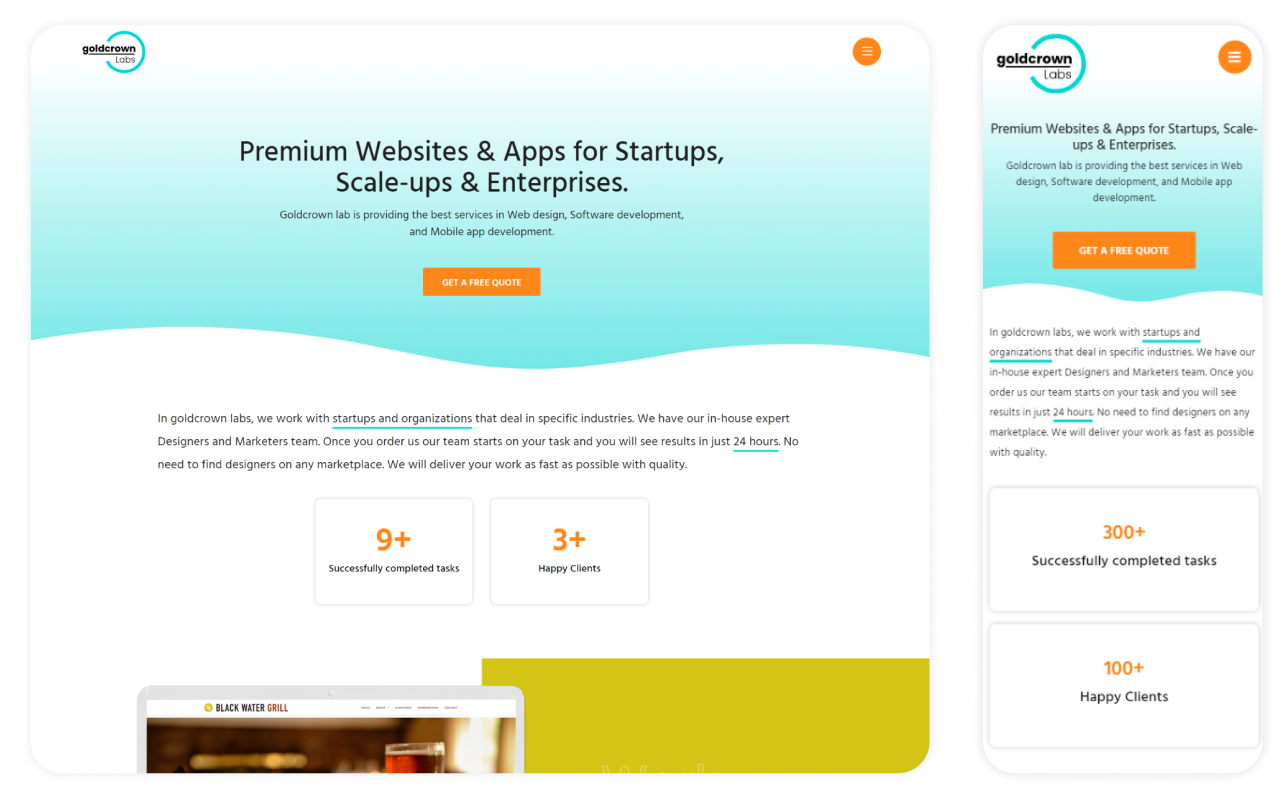 goldcrown
Labs
Premium Websites & Apps for Startups,
Scale-ups & Enterprises.
Goldcrown lab is providing the best services in Web design, Software development,
and Mobile app development.
GET A FREE QUOTE
In goldcrown labs, we work with startups and organizations that deal in specific industries. We have our in-house expert
Designers and Marketers team. Once you order us our team starts on your task and you will see results in just 24 hours. No
need to find designers on any marketplace. We will deliver your work as fast as possible with quality.
9+
Successfully completed tasks
3+
Happy Clients
BLACK WATER GRILL
goldcrown
Labs
Premium Websites & Apps for Startups, Scale-
ups & Enterprises.
Goldcrown lab is providing the best services in Web
design, Software development, and Mobile app
development.
GET A FREE QUOTE
In goldcrown labs, we work with startups and
organizations that deal in specific industries. We have our
in-house expert Designers and Marketers team. Once you
order us our team starts on your task and you will see
results in just 24 hours. No need to find designers on any
marketplace. We will deliver your work as fast as possible
with quality.
300+
Successfully completed tasks
100+
Happy Clients